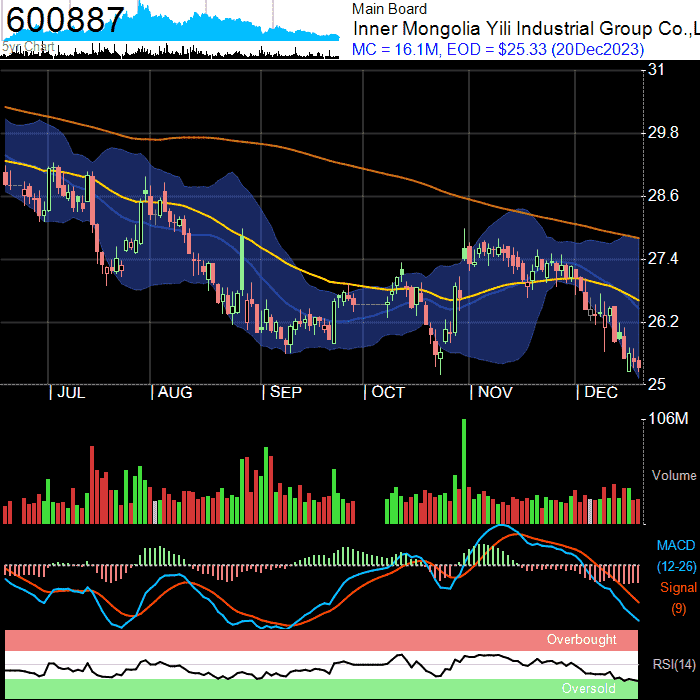 600887
5yr Chart
Main Board
Inner Mongolia Yili Industrial Group Co.,L
MC = 16.1M, EOD = $25.33 (20Dec2023)
31
29.8
28.6
27.4
26.2
25
JUL
AUG
SEP
OCT
NOV
DEC
106M
Volume
MACD
(12-26)
Signal
(9)
Overbought
RSI(14)
Oversold